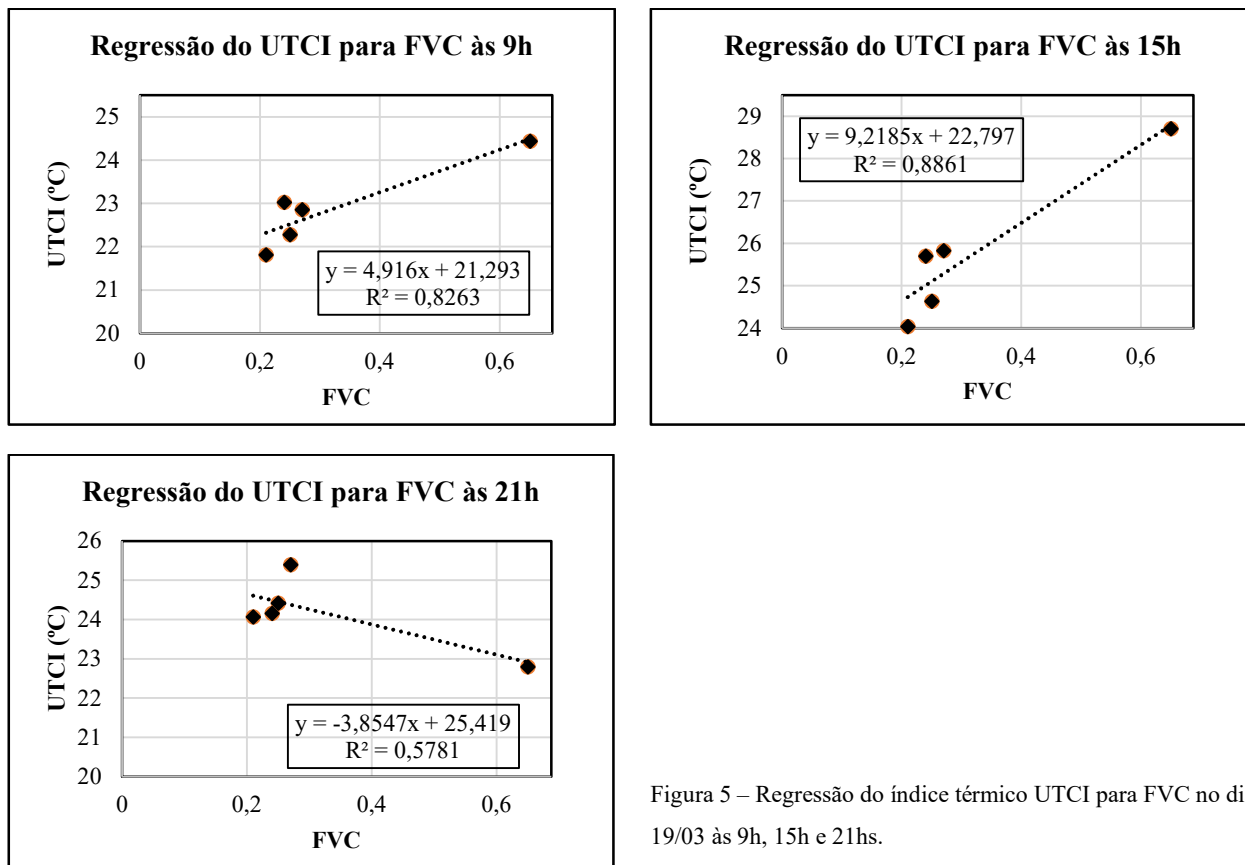 Regressão do UTCI para FVC às 9h
UTCI (ºC)
25
24
23
22
21
20
y = 4,916x + 21,293
R² = 0,8263
0 0,2 0,4 0,6
FVC
Regressão do UTCI para FVC às 15h
UTCI (ºC)
29
28
27
26
25
24
y = 9,2185x + 22,797
R² = 0,8861
0 0,2 0,4 0,6
FVC
Regressão do UTCI para FVC às 21h
UTCI (ºC)
26
25
24
23
22
21
20
y = -3,8547x + 25,419
R² = 0,5781
0 0,2 0,4 0,6
FVC
Figura 5 – Regressão do índice térmico UTCI para FVC no di
19/03 às 9h, 15h e 21hs.